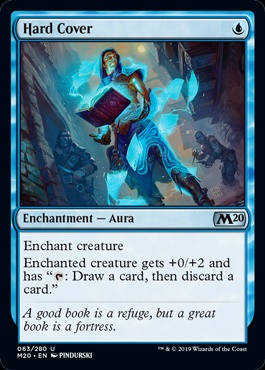 Hard Cover
Enchantment — Aura
M20
Enchant creature
Enchanted creature gets +0/+2 and
has “: Draw a card, then discard a
card.”
A good book is a refuge, but a great
book is a fortress.
063/280 U
M20 • EN PINDURSKI
™ & © 2019 Wizards of the Coast